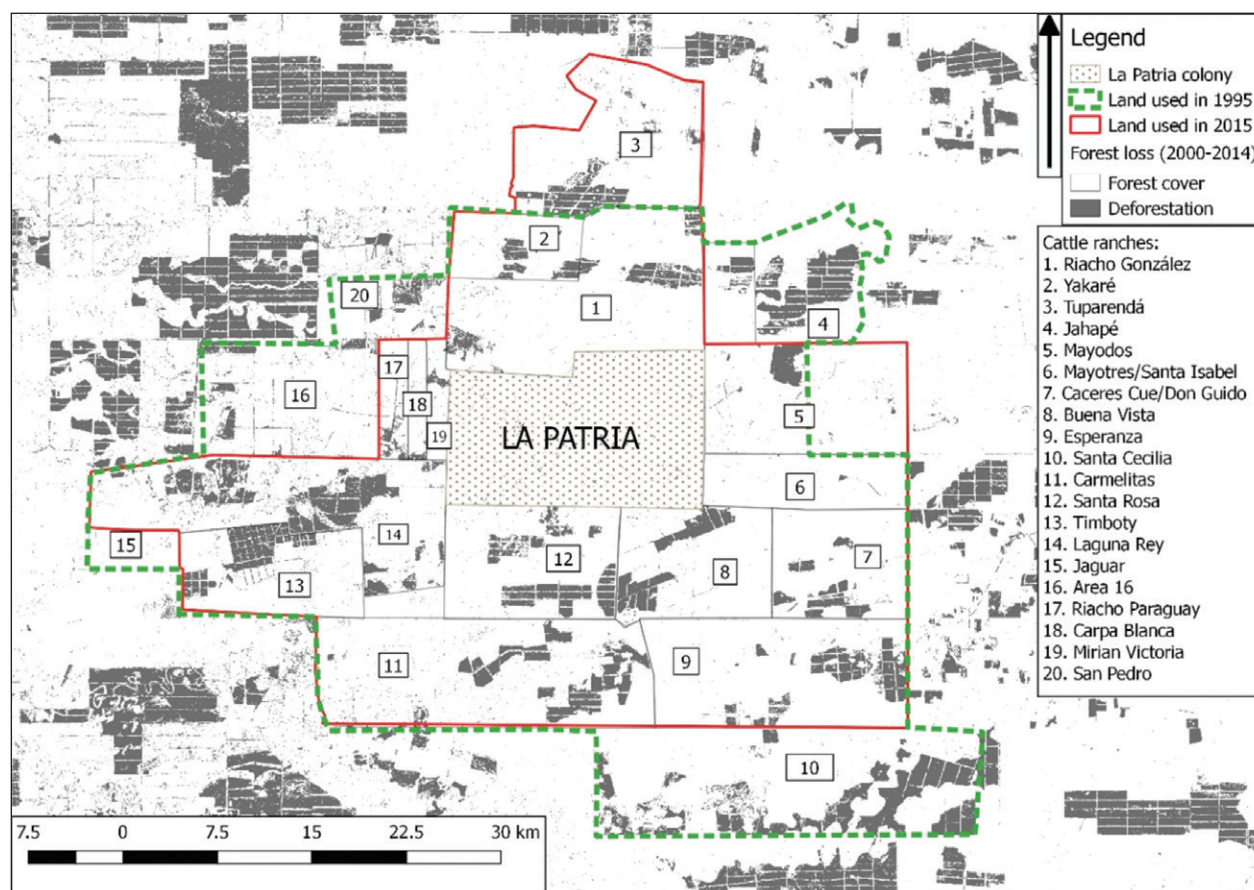 Legend
La Patria colony
Land used in 1995
Land used in 2015
Forest loss (2000-2014)
Forest cover
Deforestation
Cattle ranches:
1. Riacho González
2. Yakaré
3. Tuparendá
4. Jahapé
5. Mayodos
6. Mayotres/Santa Isabel
7. Caceres Cue/Don Guido
8. Buena Vista
9. Esperanza
10. Santa Cecilia
11. Carmelitas
12. Santa Rosa
13. Timboty
14. Laguna Rey
15. Jaguar
16. Area 16
17. Riacho Paraguay
18. Carpa Blanca
19. Mirian Victoria
20. San Pedro
3
2
20
1
4
17
16
18
19
LA PATRIA
5
6
15
14
13
12
8
7
11
9
10
7.5 0 7.5 15 22.5 30 km